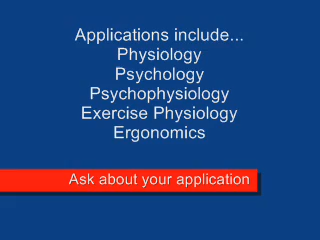 Applications include...
Physiology
Psychology
Psychophysiology
Exercise Physiology
Ergonomics
Ask about your application